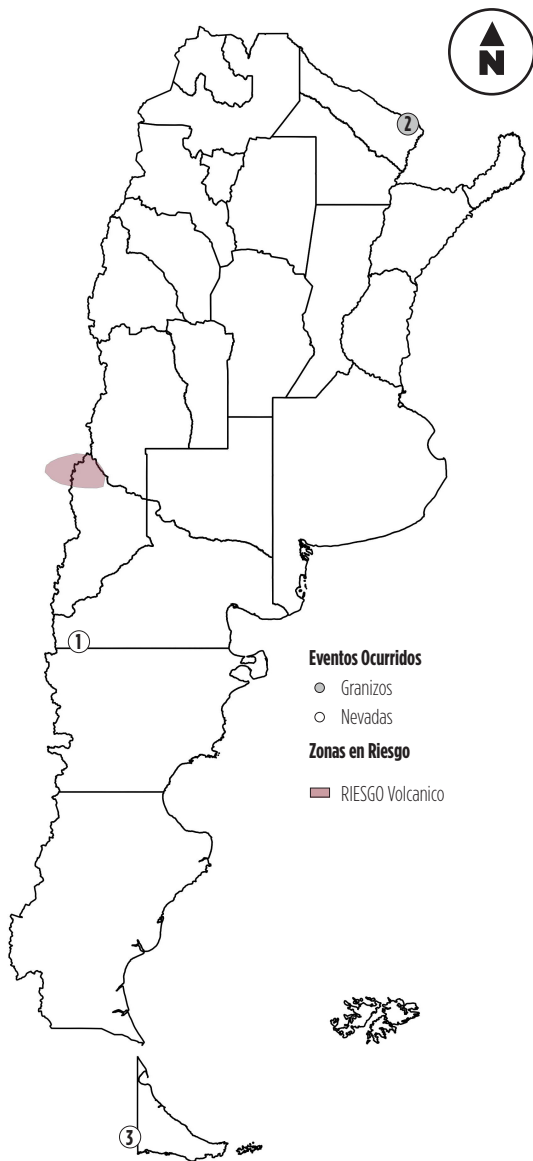 N
2
1
Eventos Ocurridos
Granizos
Nevadas
Zonas en Riesgo
RIESGO Volcanico
3